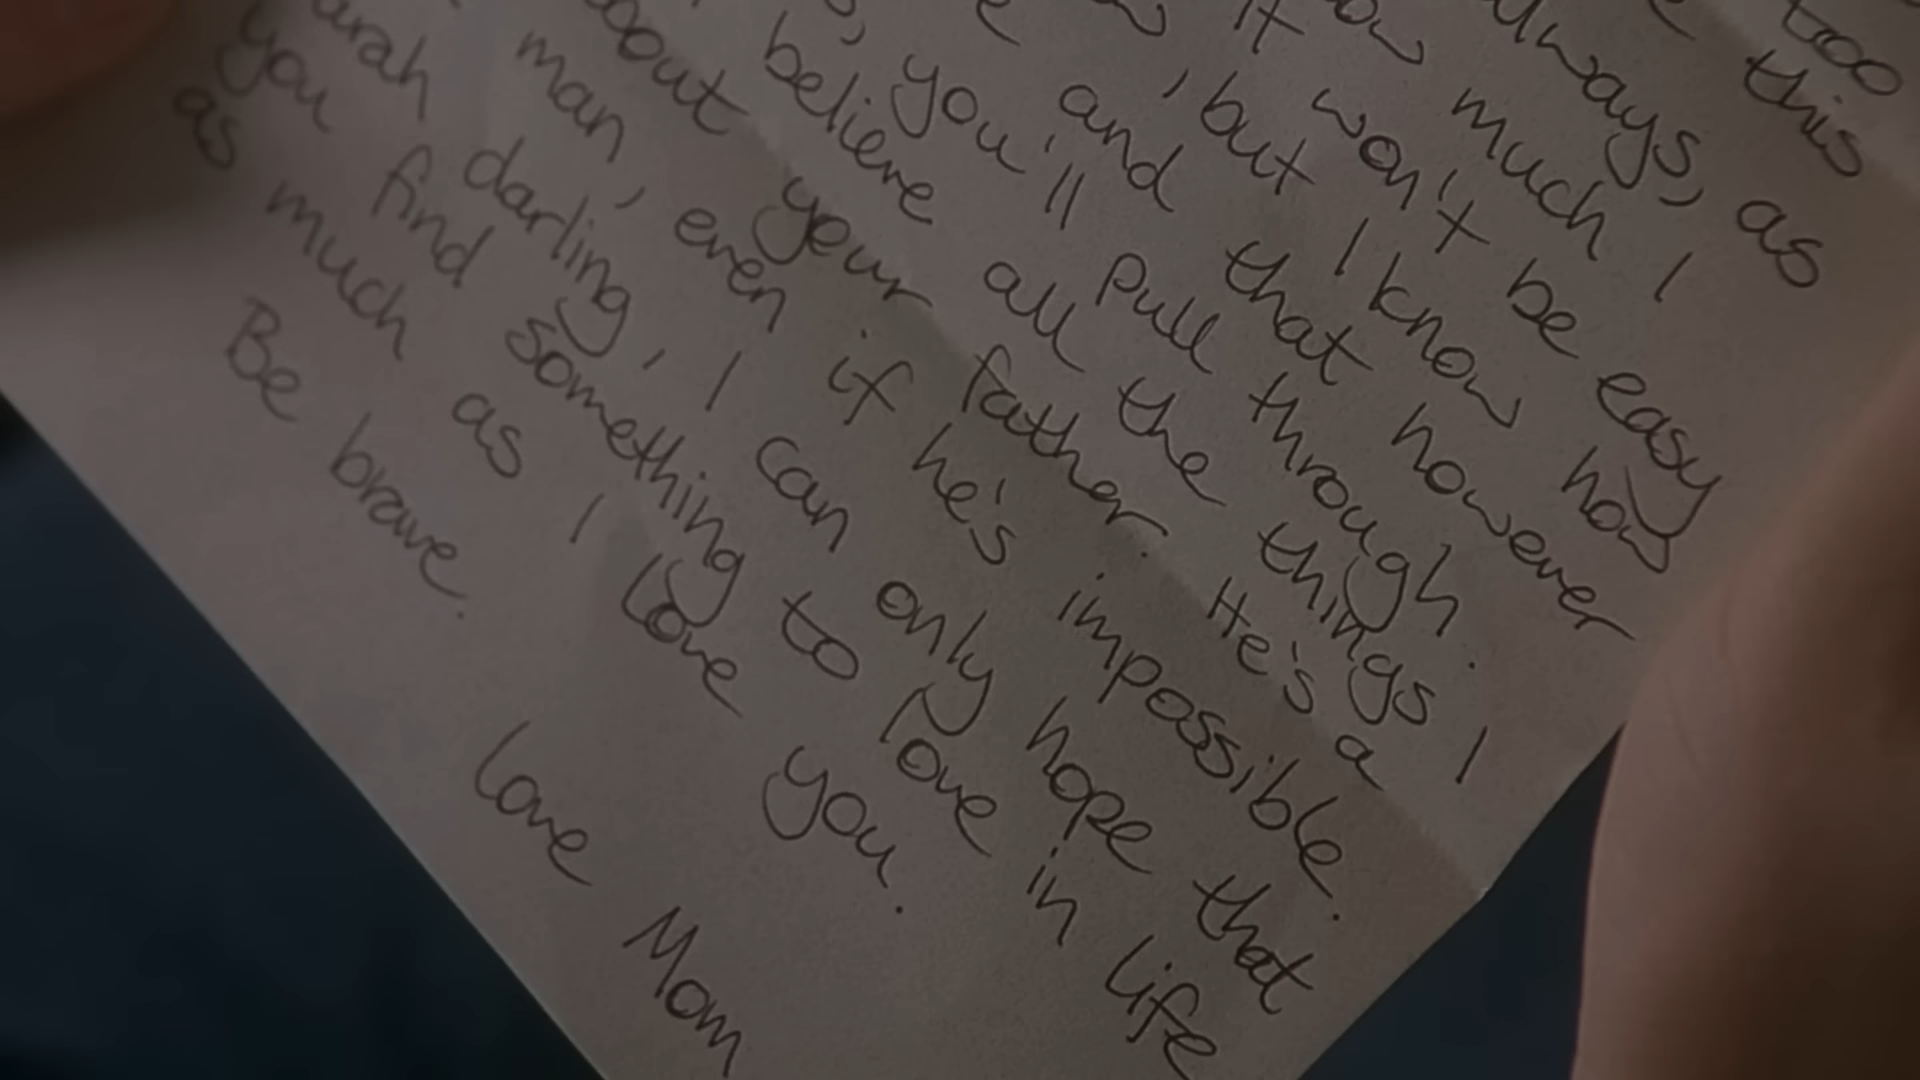 too
this
always, as
much I
it won't be easy
, but I know how
and that however
, you'll pull through.
believe all the things I
about your father. He's a
man, even if he's impossible.
arah darling, I can only hope that
you find something to love in life
as much as I love you.
Be brave.
love Mom